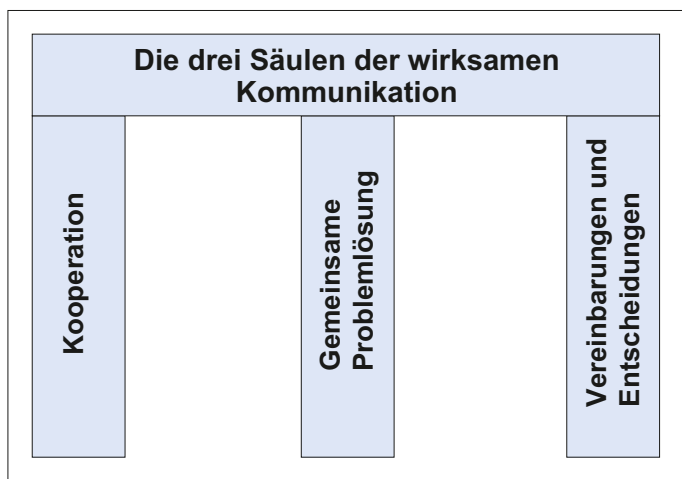 Die drei Säulen der wirksamen
Kommunikation
Kooperation
Gemeinsame
Problemlösung
Vereinbarungen und
Entscheidungen